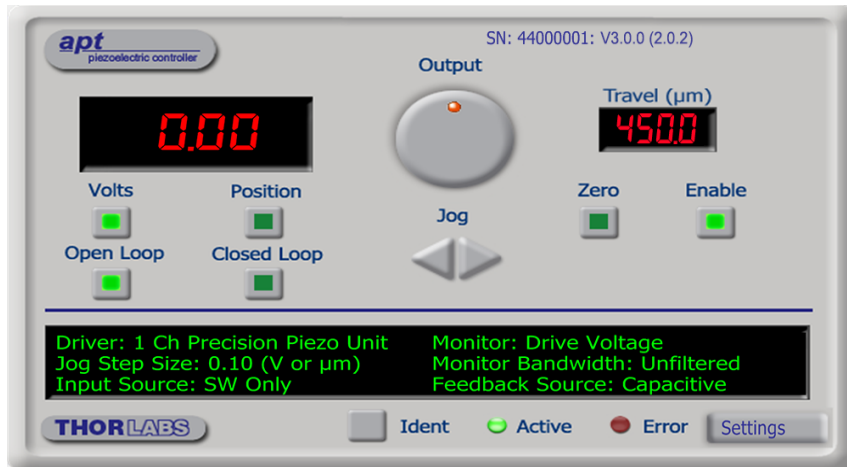 apt
piezoelectric controller
SN: 44000001: V3.0.0 (2.0.2)
Output
Travel (µm)
0.00
450.0
Volts
Position
Zero
Enable
Jog
Open Loop
Closed Loop
Driver: 1 Ch Precision Piezo Unit
Monitor: Drive Voltage
Jog Step Size: 0.10 (V or µm)
Monitor Bandwidth: Unfiltered
Input Source: SW Only
Feedback Source: Capacitive
THORLABS
Ident
Active
Error
Settings